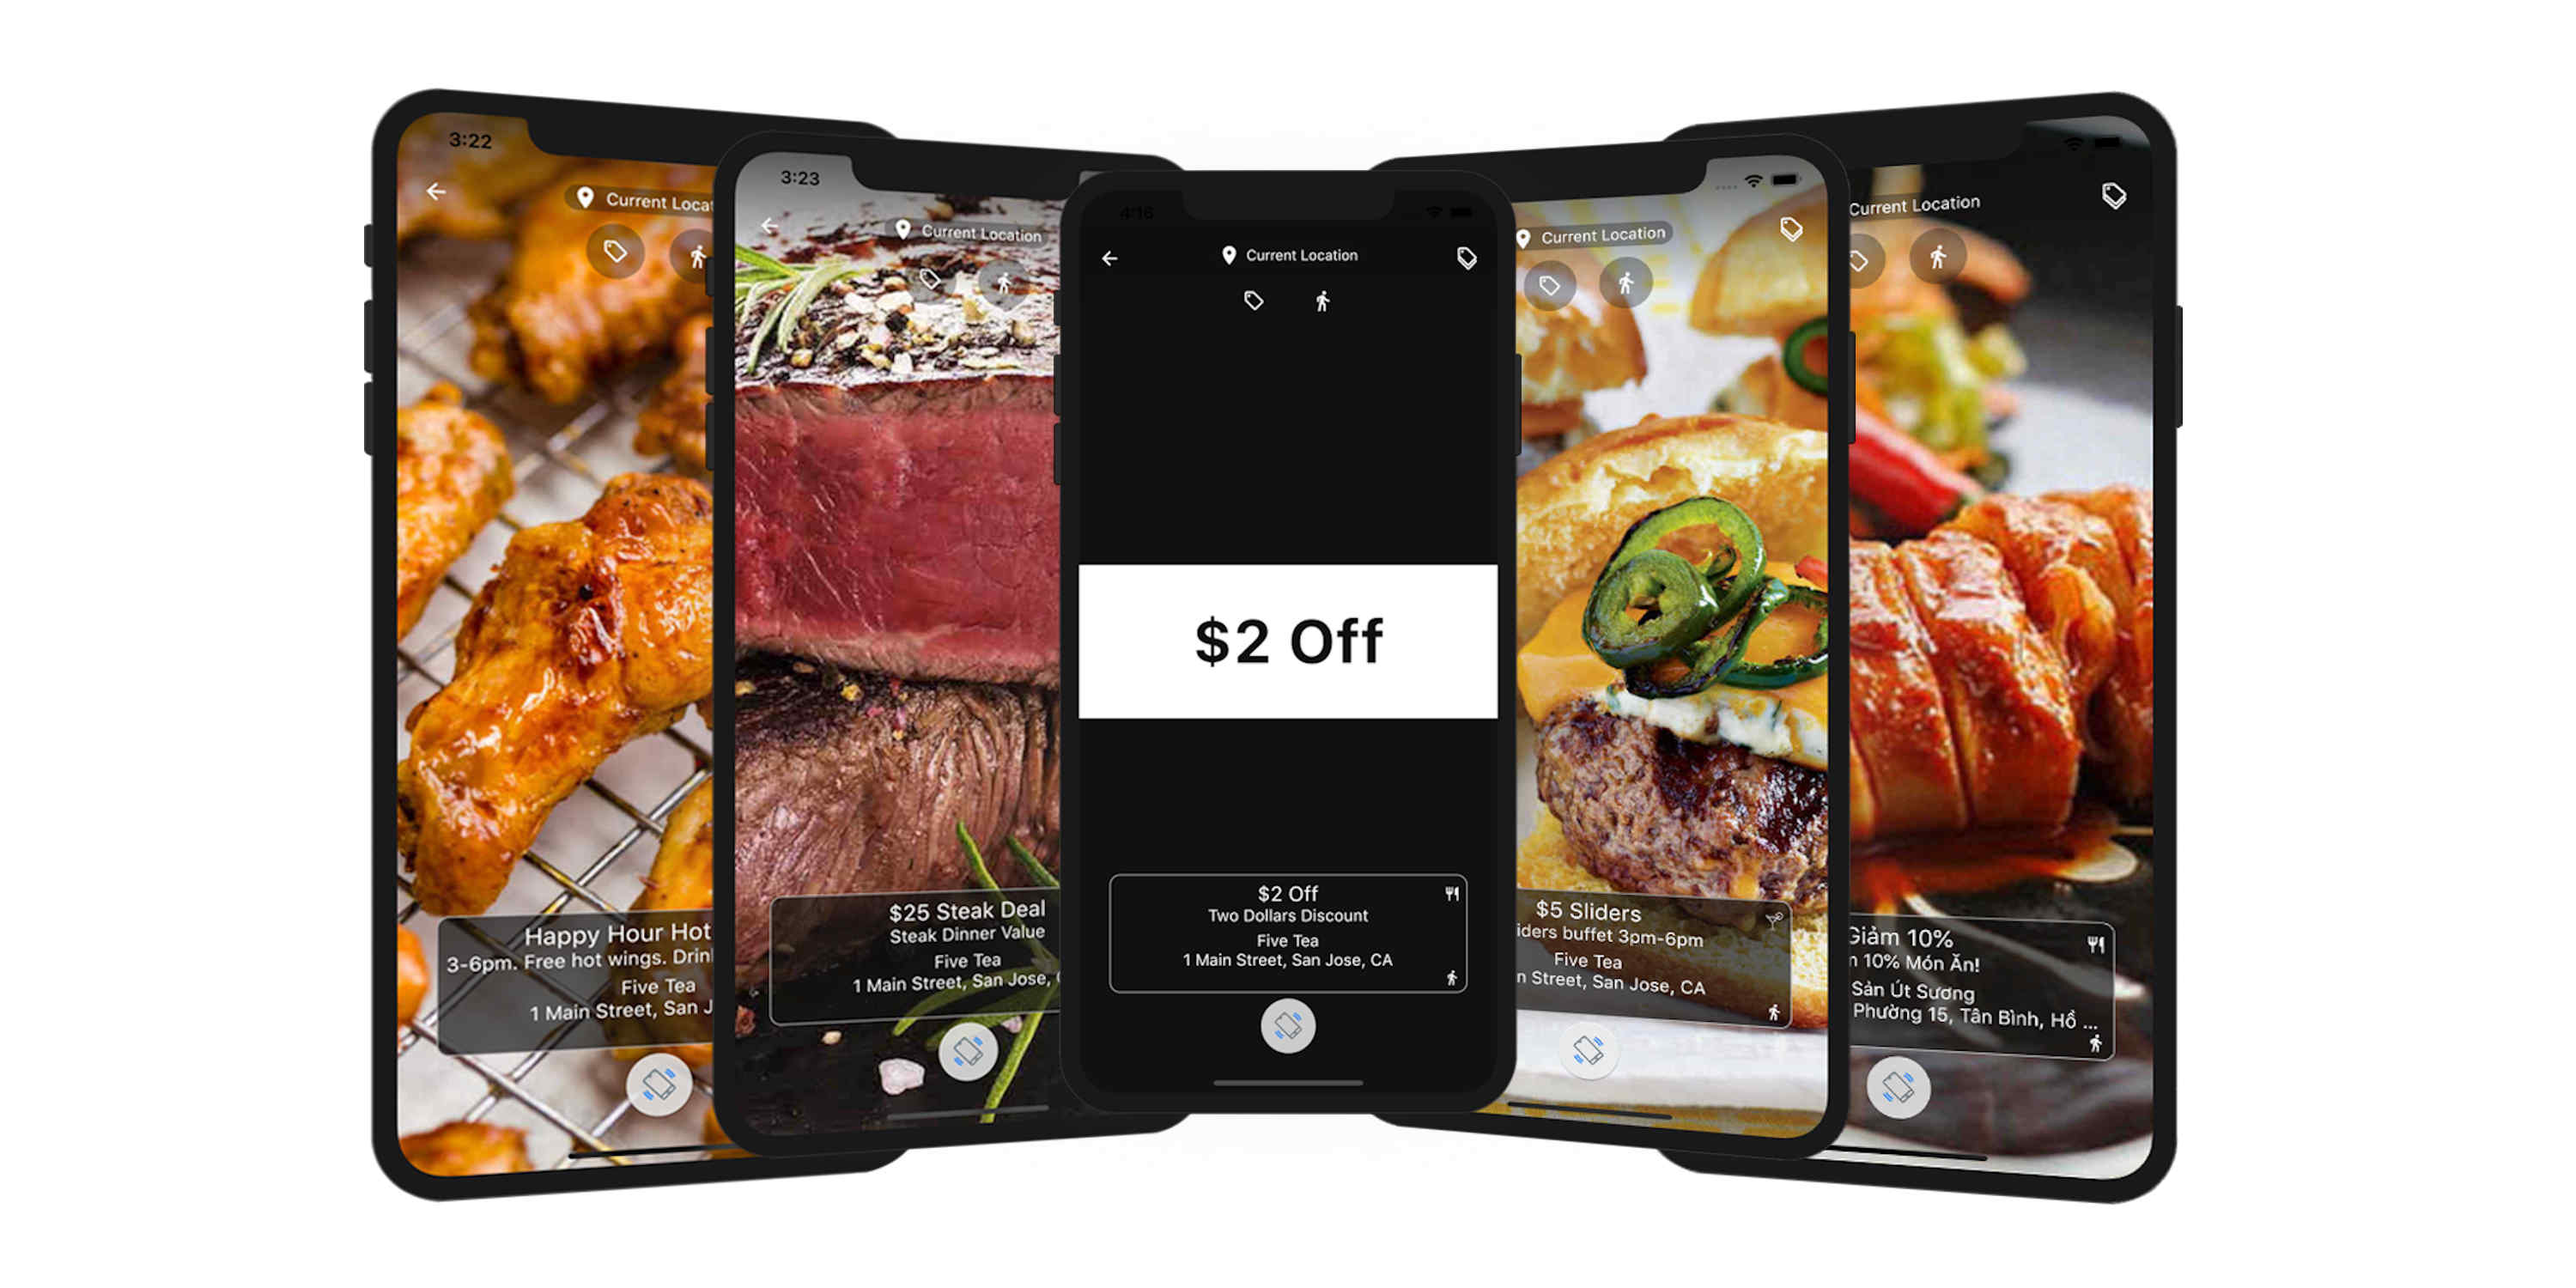 3:22
Current Locat
Happy Hour Hot
3-6pm. Free hot wings. Drin
Five Tea
1 Main Street, San J
3:23
Current Location
$25 Steak Deal
Steak Dinner Value
Five Tea
1 Main Street, San Jose,
4:16
Current Location
$2 Off
$2 Off
Two Dollars Discount
Five Tea
1 Main Street, San Jose, CA
Current Location
$5 Sliders
iders buffet 3pm-6pm
Five Tea
n Street, San Jose, CA
Current Location
Giảm 10%
n 10% Món Ăn!
Sản Út Sương
Phường 15, Tân Bình, Hồ ...